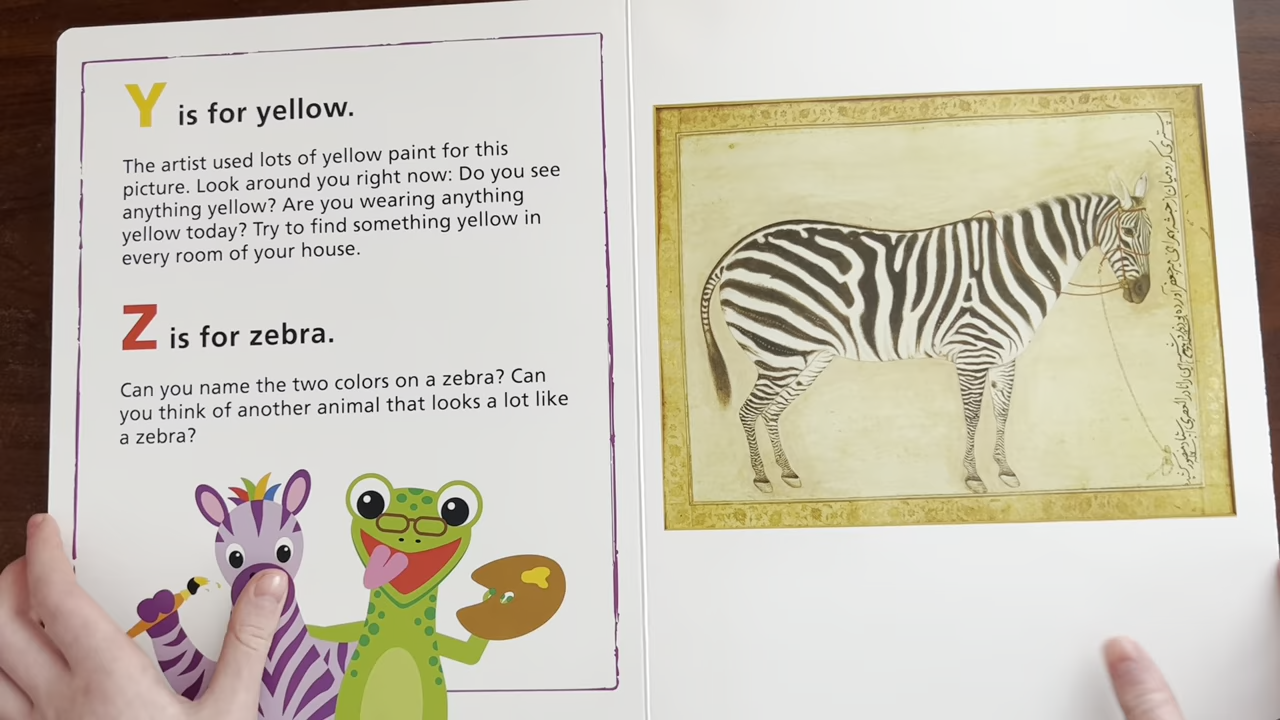 Y is for yellow.
The artist used lots of yellow paint for this
picture. Look around you right now: Do you see
anything yellow? Are you wearing anything
yellow today? Try to find something yellow in
every room of your house.
Z is for zebra.
Can you name the two colors on a zebra? Can
you think of another animal that looks a lot like
a zebra?